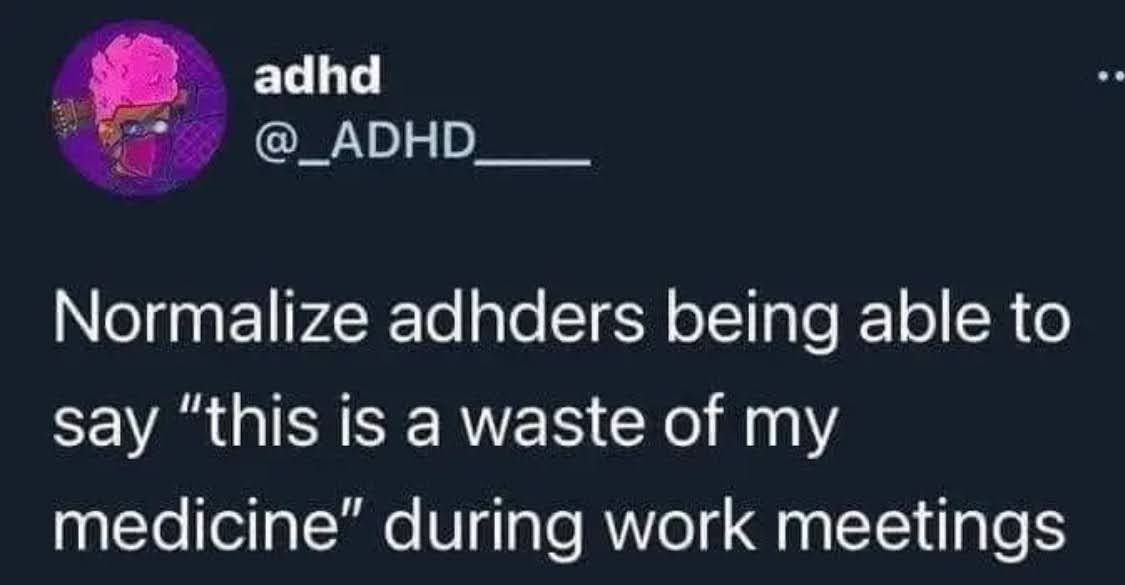 adhd
@_ADHD____
Normalize adhders being able to
say “this is a waste of my
medicine” during work meetings